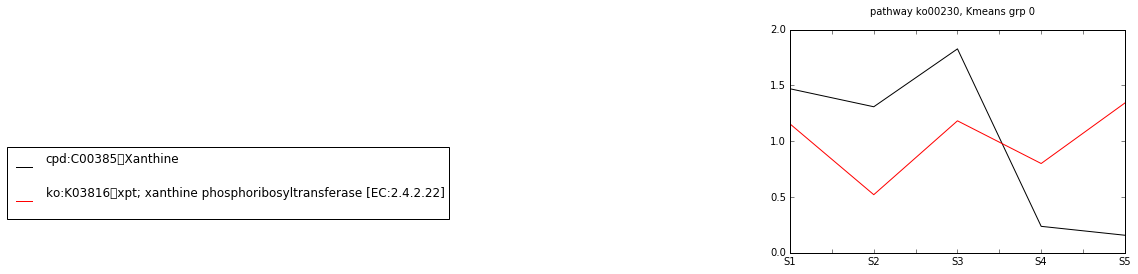 pathway ko00230, Kmeans grp 0
2.0
1.5
1.0
0.5
0.0
S1 S2 S3 S4 S5
cpd:C00385▯Xanthine
ko:K03816▯xpt; xanthine phosphoribosyltransferase [EC:2.4.2.22]